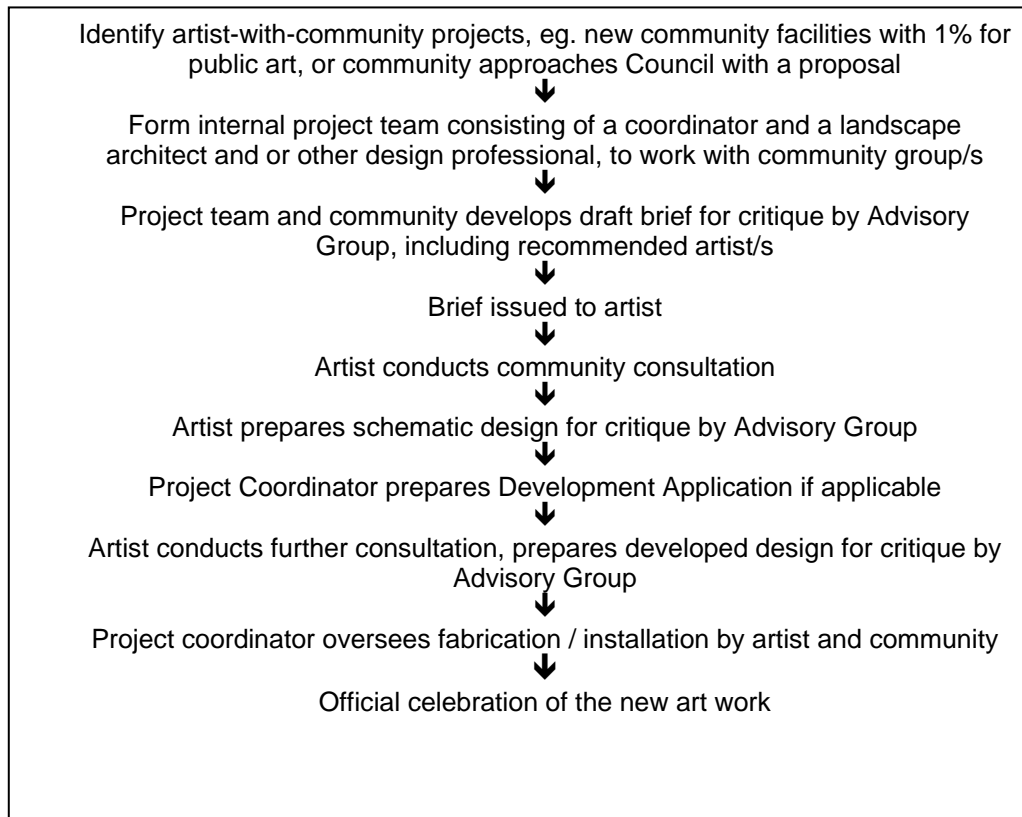 Identify artist-with-community projects, eg. new community facilities with 1% for
public art, or community approaches Council with a proposal
Form internal project team consisting of a coordinator and a landscape
architect and or other design professional, to work with community group/s
Project team and community develops draft brief for critique by Advisory
Group, including recommended artist/s
Brief issued to artist
Artist conducts community consultation
Artist prepares schematic design for critique by Advisory Group
Project Coordinator prepares Development Application if applicable
Artist conducts further consultation, prepares developed design for critique by
Advisory Group
Project coordinator oversees fabrication / installation by artist and community
Official celebration of the new art work